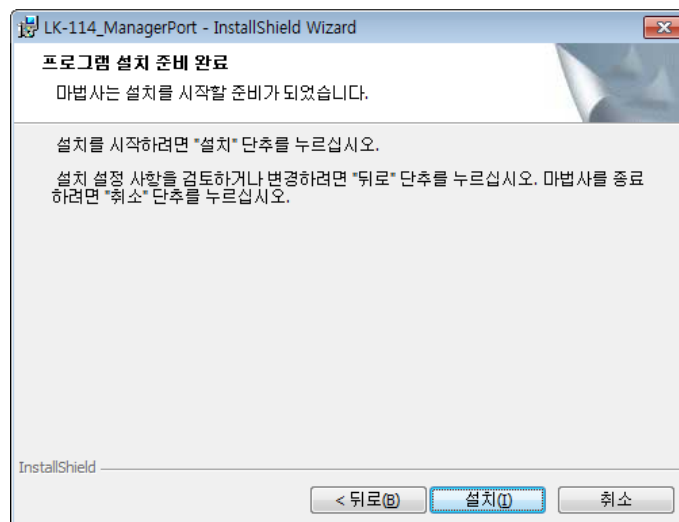 LK-114_ManagerPort - InstallShield Wizard
프로그램 설치 준비 완료
마법사는 설치를 시작할 준비가 되었습니다.
설치를 시작하려면 "설치" 단추를 누르십시오.
설치 설정 사항을 검토하거나 변경하려면 "뒤로" 단추를 누르십시오. 마법사를 종료
하려면 "취소" 단추를 누르십시오.
InstallShield
< 뒤로(B) 설치(I) 취소